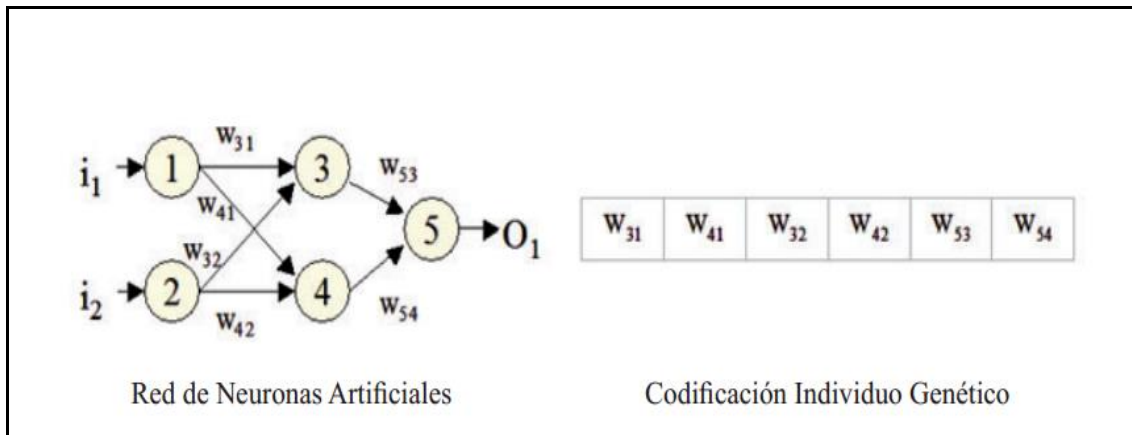 w31
i1 1 3 w53
w41 5 O1
w32
i2 2 4 w54
w42
w31 w41 w32 w42 w53 w54
Red de Neuronas Artificiales
Codificación Individuo Genético